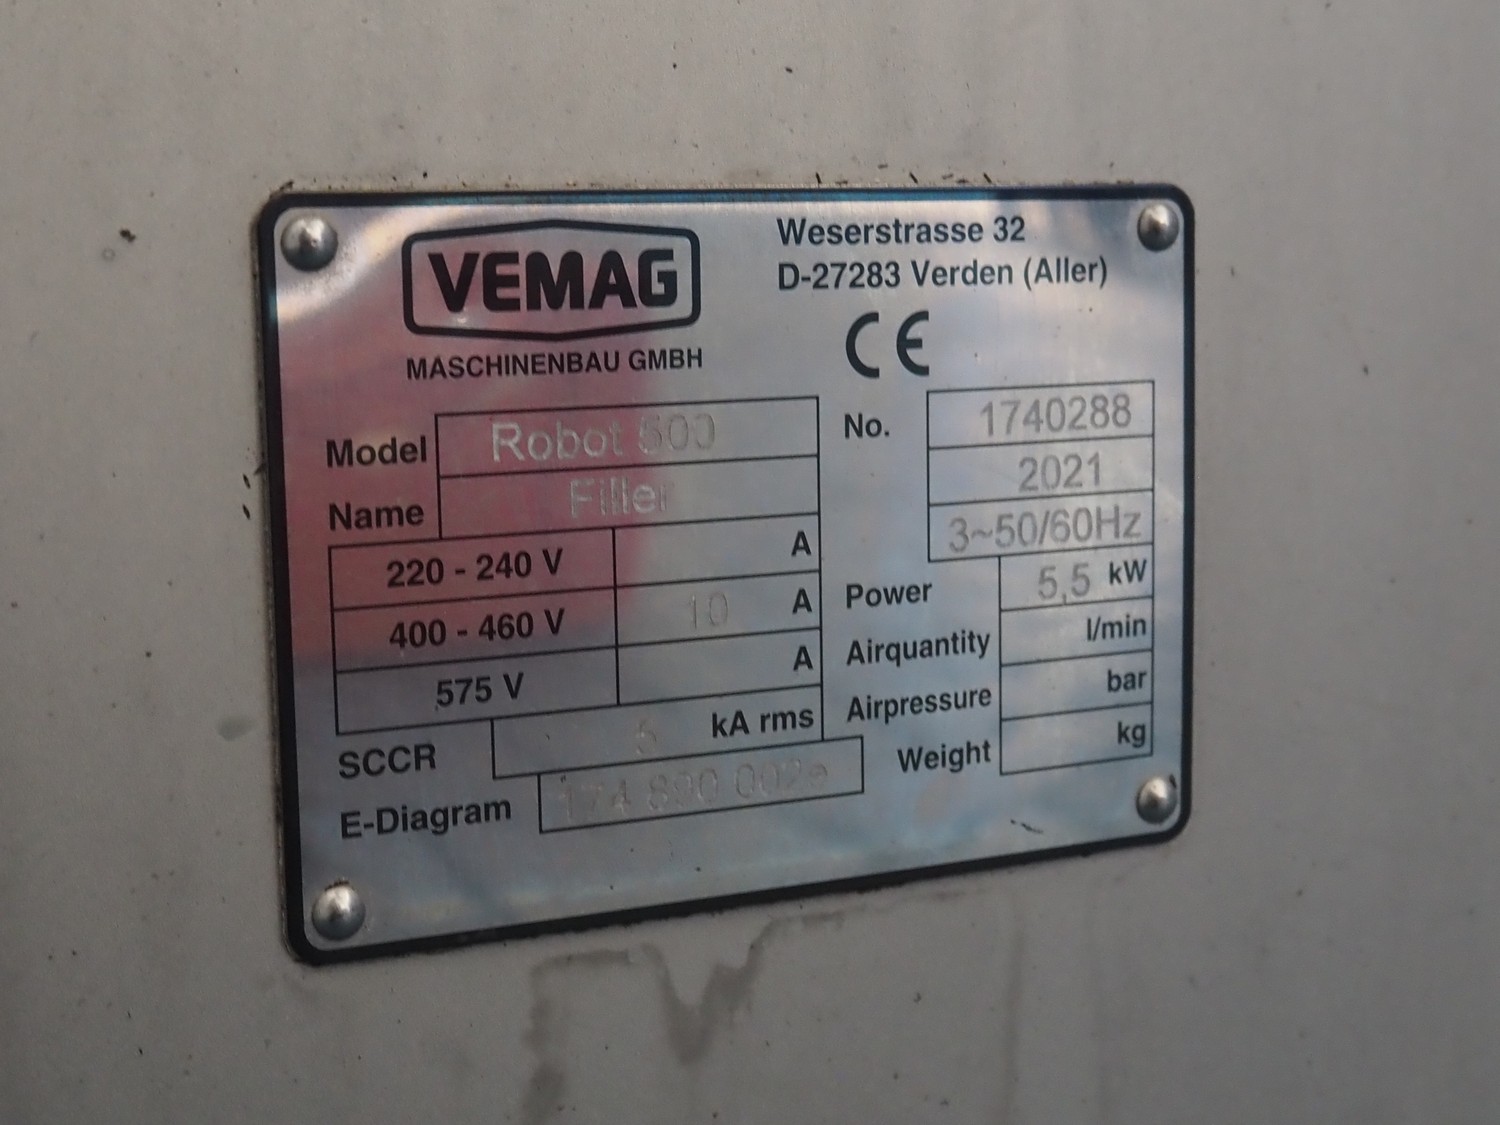 VEMAG
MASCHINENBAU GMBH
Weserstrasse 32
D-27283 Verden (Aller)
CE
Model Robot 500
Name Filler
220 - 240 V A
400 - 460 V 10 A
575 V A
SCCR 5 kA rms
E-Diagram 174 002
No. 1740288
2021
3~50/60Hz
Power 5,5 kW
Airquantity l/min
Airpressure bar
Weight kg